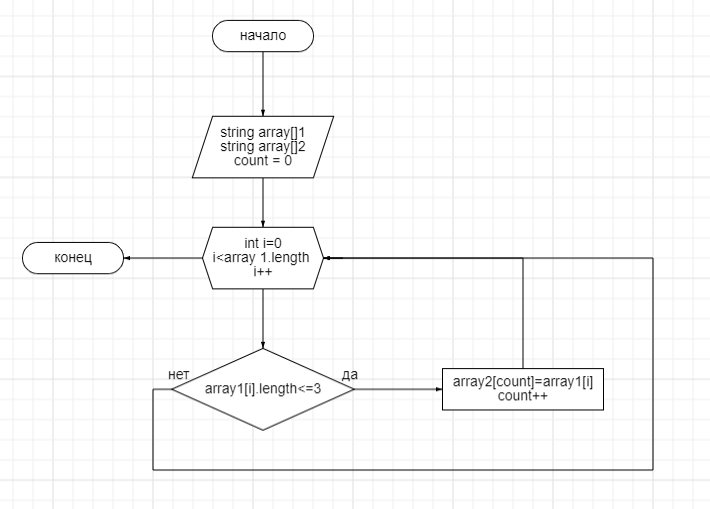 начало
string array[]1
string array[]2
count = 0
int i=0
i<array 1.length
i++
конец
нет
да
array1[i].length<=3
array2[count]=array1[i]
count++